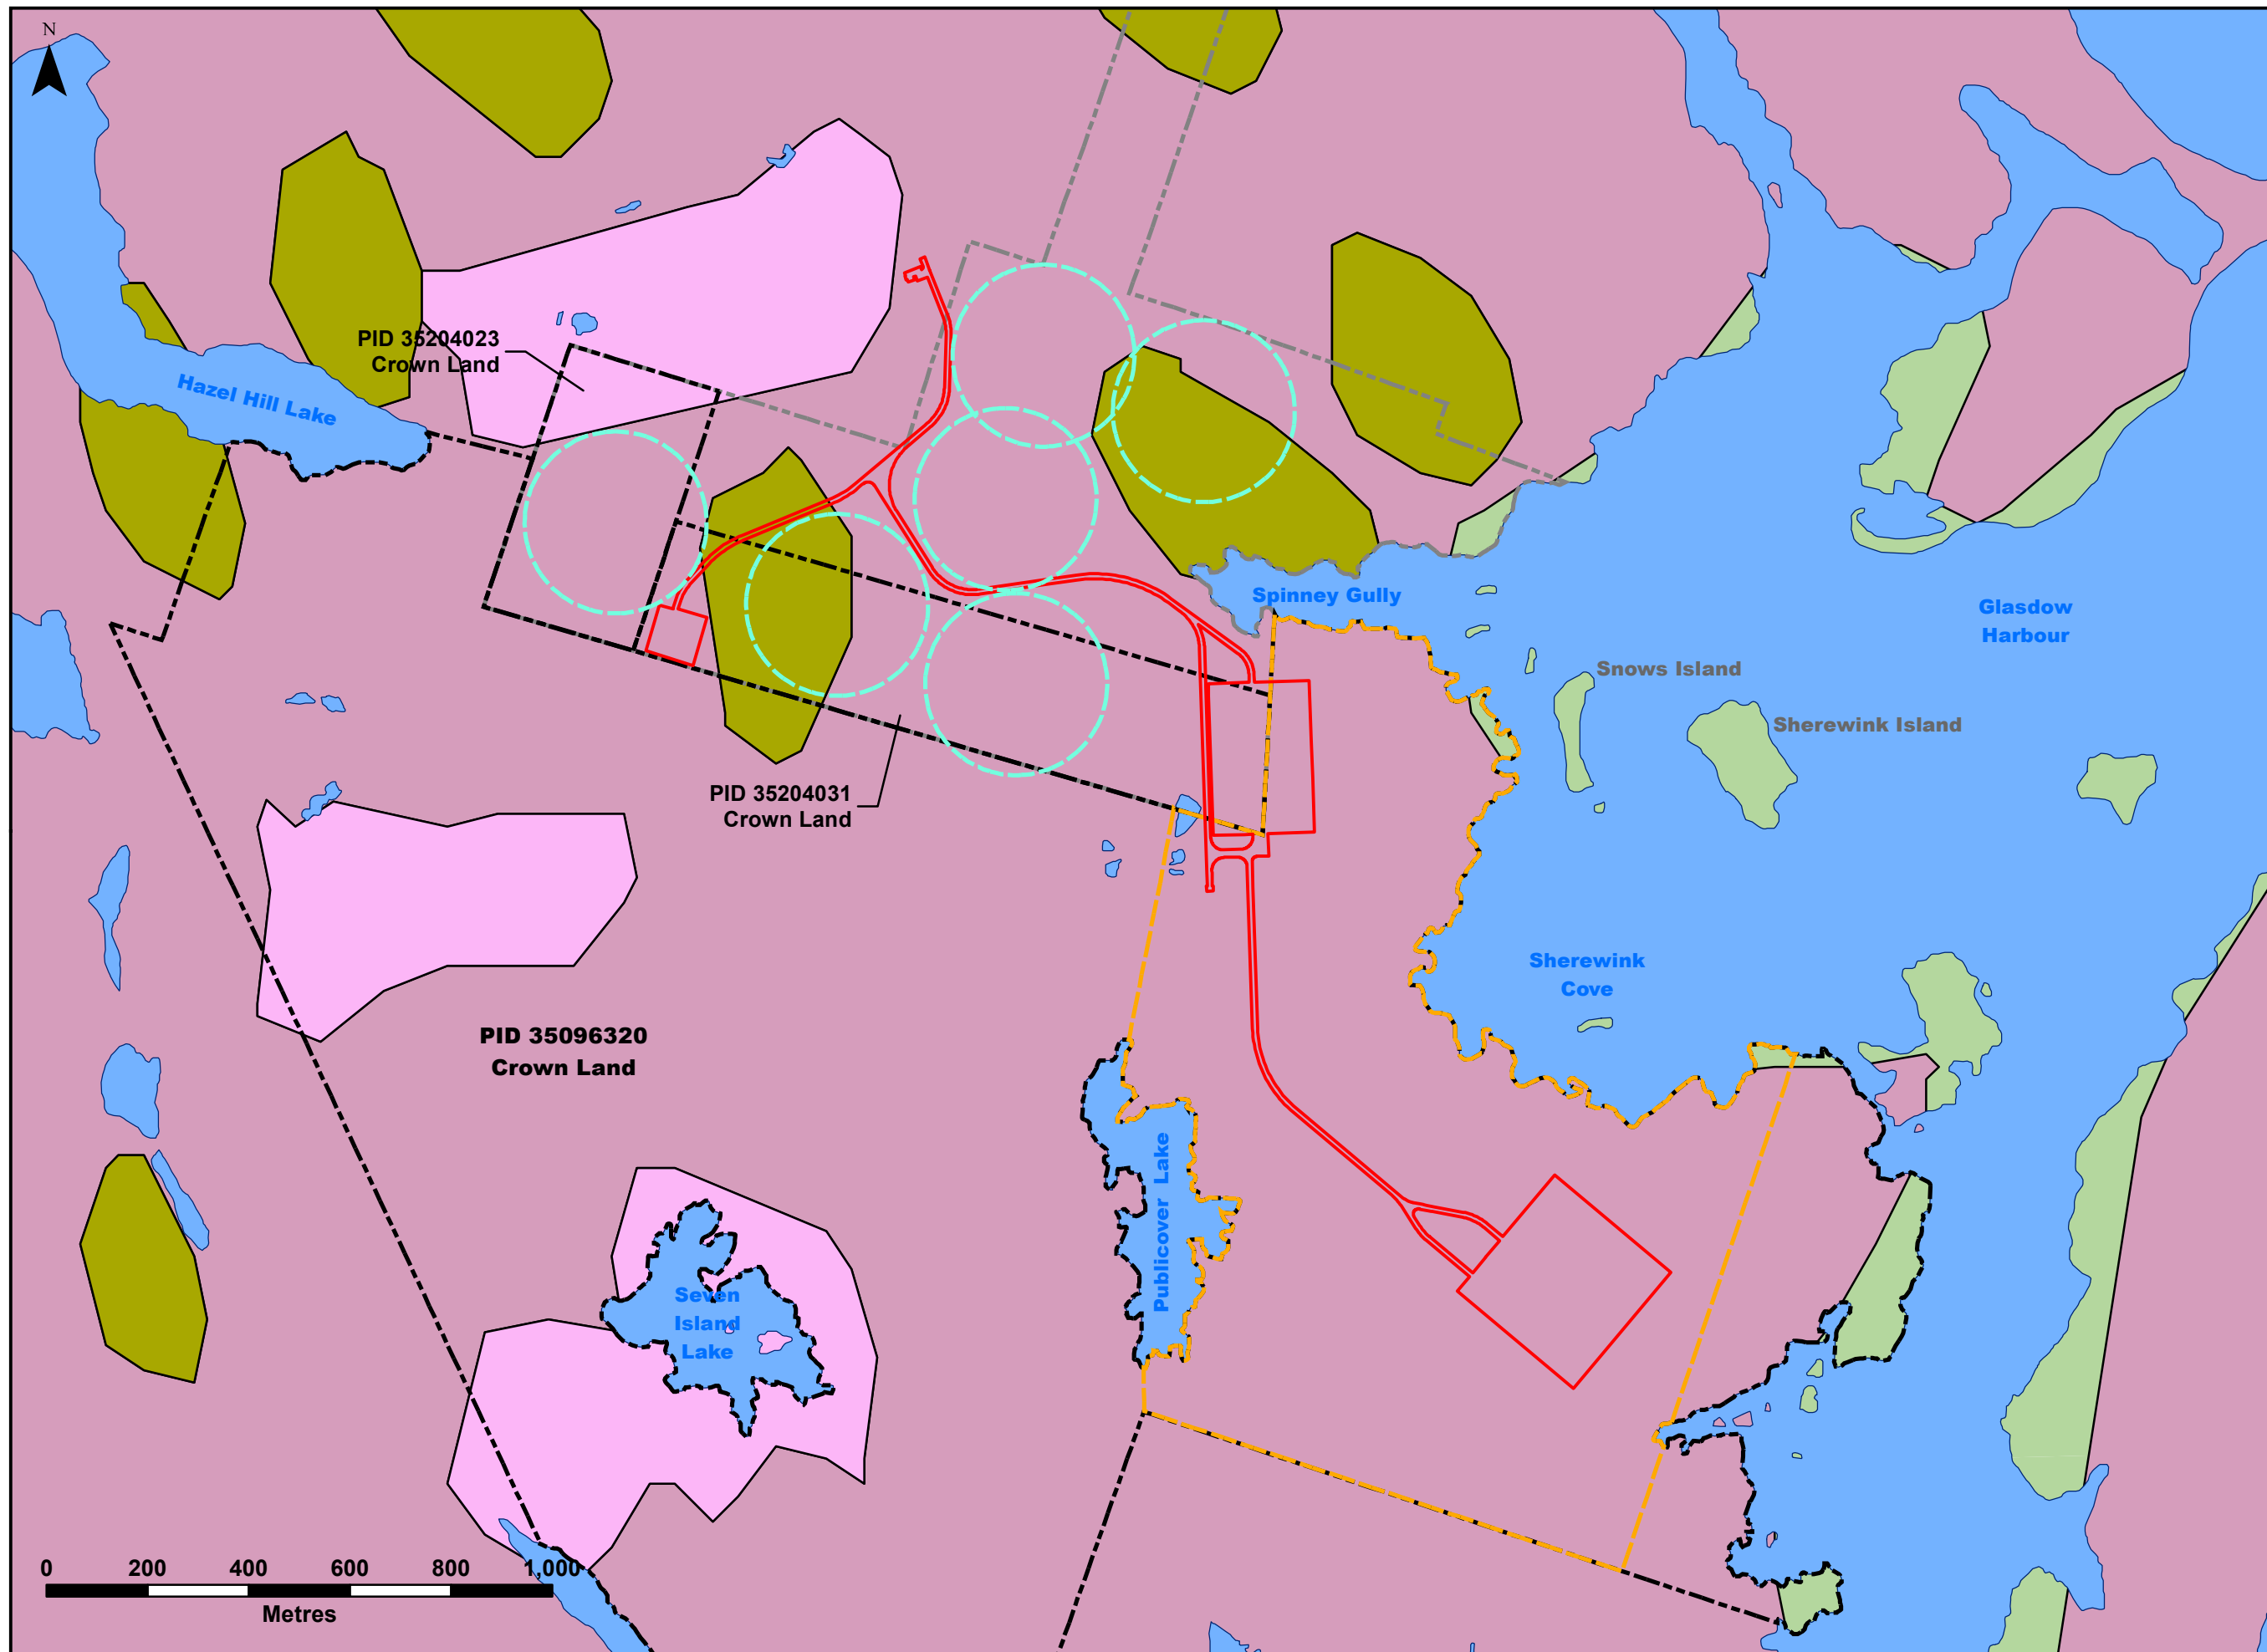 N
PID 35204023
Crown Land
Hazel Hill Lake
Spinney Gully
Glasdow
Harbour
Snows Island
Sherewink Island
PID 35204031
Crown Land
Sherewink
Cove
PID 35096320
Crown Land
Publicover Lake
Seven
Island
Lake
0 200 400 600 800 1,000
Metres